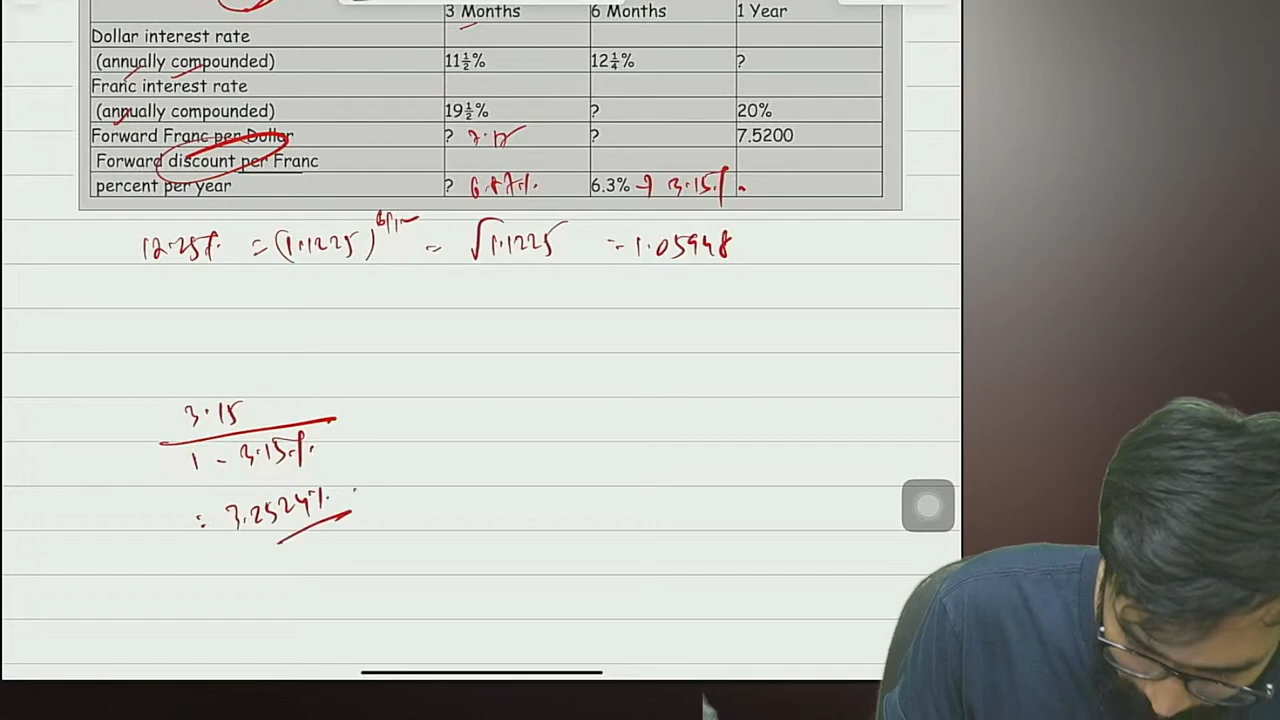 3 Months 6 Months 1 Year
Dollar interest rate
(annually compounded) 11½% 12¼% ?
Franc interest rate
(annually compounded) 19½% ? 20%
Forward Franc per Dollar ? ? 7.5200
Forward discount per Franc
percent per year ? 6.87%. 6.3% → 3.15%.
12.25%. = (1.1225)^6/12 = √1.1225 = 1.05948
3.15
1 - 3.15%.
= 3.2524%.